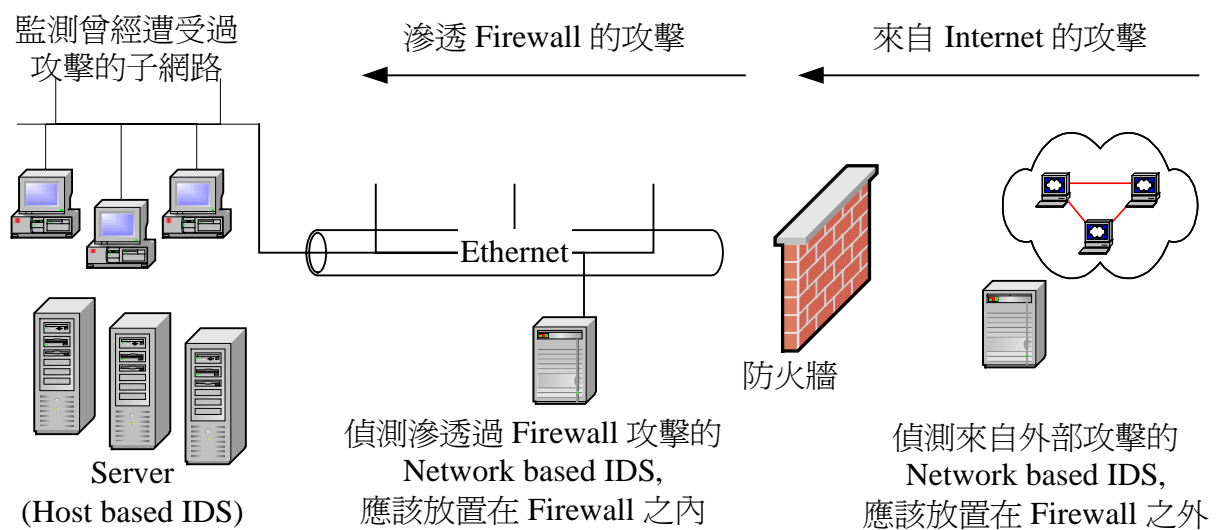 監測曾經遭受過
攻擊的子網路
滲透 Firewall 的攻擊
來自 Internet 的攻擊
Ethernet
防火牆
Server
(Host based IDS)
偵測滲透過 Firewall 攻擊的
Network based IDS,
應該放置在 Firewall 之內
偵測來自外部攻擊的
Network based IDS,
應該放置在 Firewall 之外